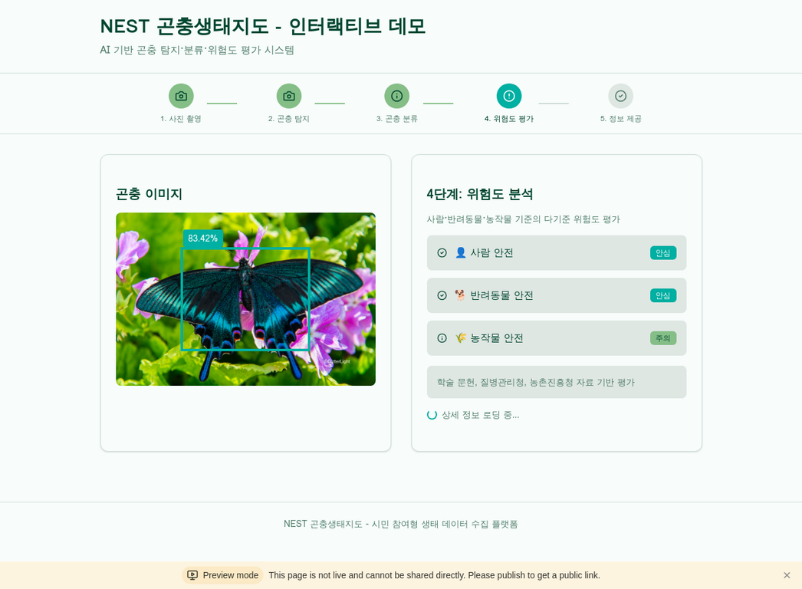 NEST 곤충생태지도 - 인터랙티브 데모
AI 기반 곤충 탐지·분류·위험도 평가 시스템
1. 사진 촬영
2. 곤충 탐지
3. 곤충 분류
4. 위험도 평가
5. 정보 제공
곤충 이미지
83.42%
4단계: 위험도 분석
사람·반려동물·농작물 기준의 다기준 위험도 평가
사람 안전
안심
반려동물 안전
안심
농작물 안전
주의
학술 문헌, 질병관리청, 농촌진흥청 자료 기반 평가
상세 정보 로딩 중...
NEST 곤충생태지도 - 시민 참여형 생태 데이터 수집 플랫폼
Preview mode
This page is not live and cannot be shared directly. Please publish to get a public link.